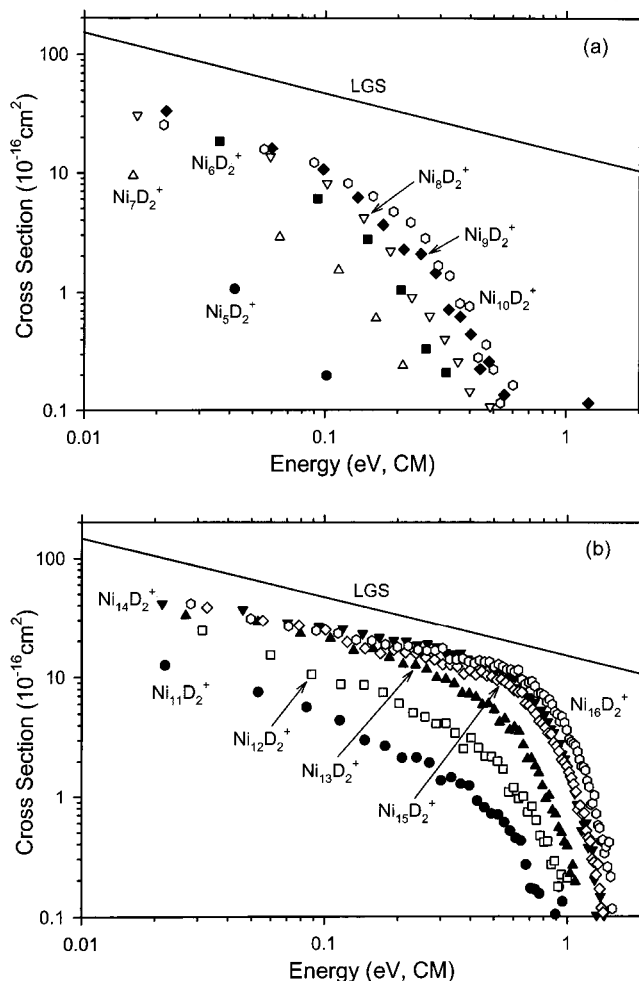 (a)
100
LGS
Ni₆D₂⁺
Ni₈D₂⁺
Ni₇D₂⁺
10
Ni₉D₂⁺
Ni₅D₂⁺
Ni₁₀D₂⁺
1
0.1
Cross Section (10⁻¹⁶cm²)
0.01
0.1
1
Energy (eV, CM)
(b)
100
LGS
Ni₁₄D₂⁺
10
Ni₁₁D₂⁺
Ni₁₆D₂⁺
Ni₁₂D₂⁺
Ni₁₃D₂⁺
Ni₁₅D₂⁺
1
0.1
Cross Section (10⁻¹⁶cm²)
0.01
0.1
1
Energy (eV, CM)